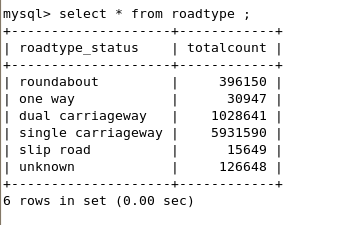 mysql> select * from roadtype ;
+--------------------+------------+
| roadtype_status    | totalcount |
+--------------------+------------+
| roundabout         |     396150 |
| one way            |      30947 |
| dual carriageway   |    1028641 |
| single carriageway |    5931590 |
| slip road          |      15649 |
| unknown            |     126648 |
+--------------------+------------+
6 rows in set (0.00 sec)